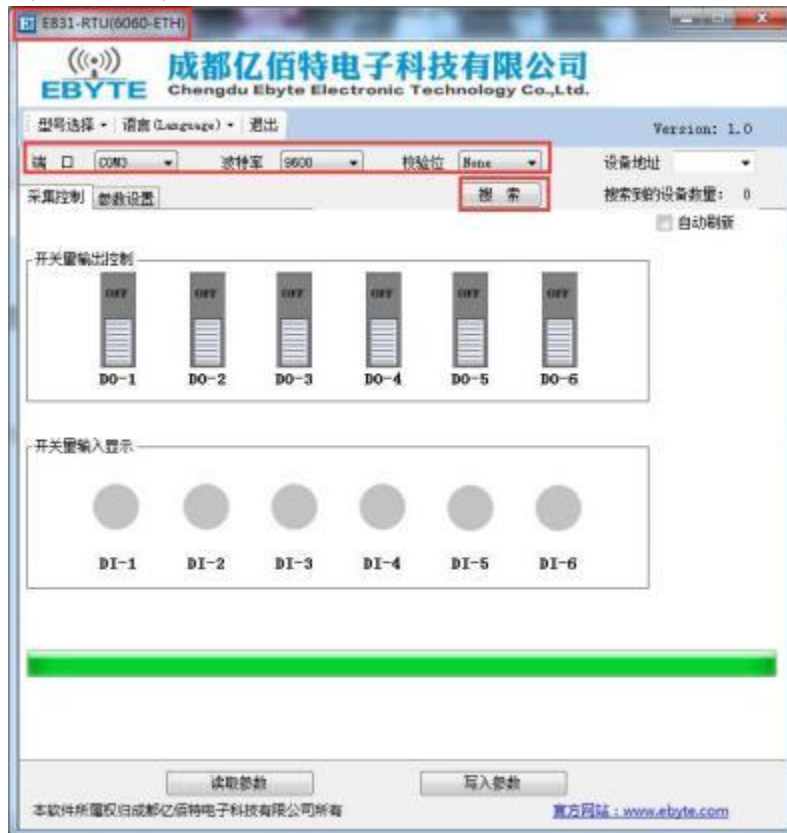 E831-RTU(6060-ETH)
EBYTE 成都亿佰特电子科技有限公司
Chengdu Ebyte Electronic Technology Co.,Ltd.
型号选择 语言(Language) 退出 Version: 1.0
端 口 COM3 波特率 9600 校验位 None 设备地址
采集控制 参数设置 搜 索 搜索到的设备数量: 0
自动刷新
开关量输出控制
OFF OFF OFF OFF OFF OFF
DO-1 DO-2 DO-3 DO-4 DO-5 DO-6
开关量输入显示
DI-1 DI-2 DI-3 DI-4 DI-5 DI-6
读取参数 写入参数
本软件所属权归成都亿佰特电子科技有限公司所有 官方网站：www.ebyte.com